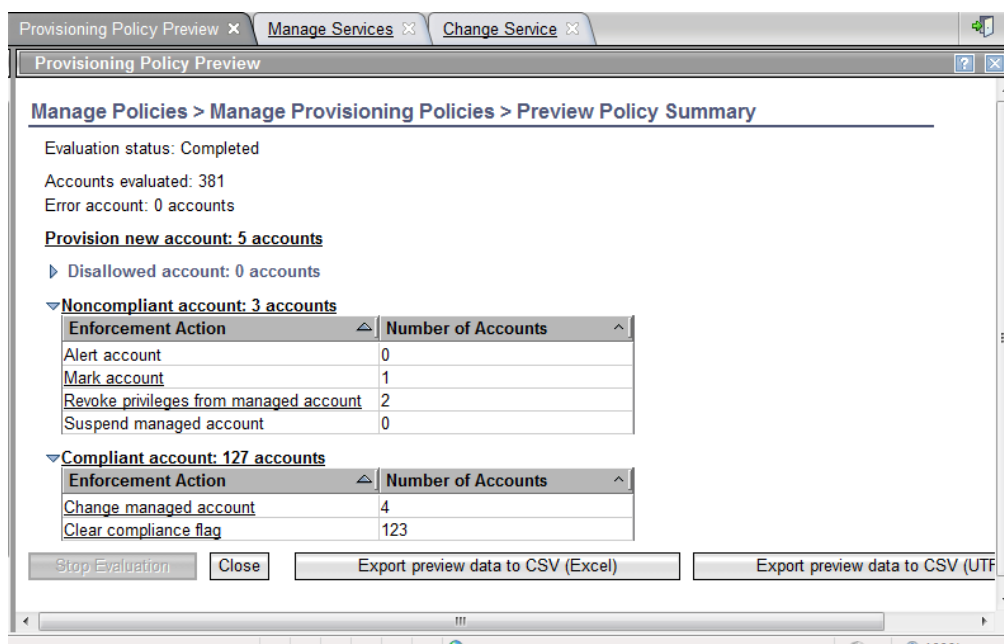 Provisioning Policy Preview
Manage Services
Change Service
Provisioning Policy Preview
Manage Policies > Manage Provisioning Policies > Preview Policy Summary
Evaluation status: Completed
Accounts evaluated: 381
Error account: 0 accounts
Provision new account: 5 accounts
Disallowed account: 0 accounts
Noncompliant account: 3 accounts
Enforcement Action Number of Accounts
Alert account 0
Mark account 1
Revoke privileges from managed account 2
Suspend managed account 0
Compliant account: 127 accounts
Enforcement Action Number of Accounts
Change managed account 4
Clear compliance flag 123
Stop Evaluation Close Export preview data to CSV (Excel) Export preview data to CSV (UTF